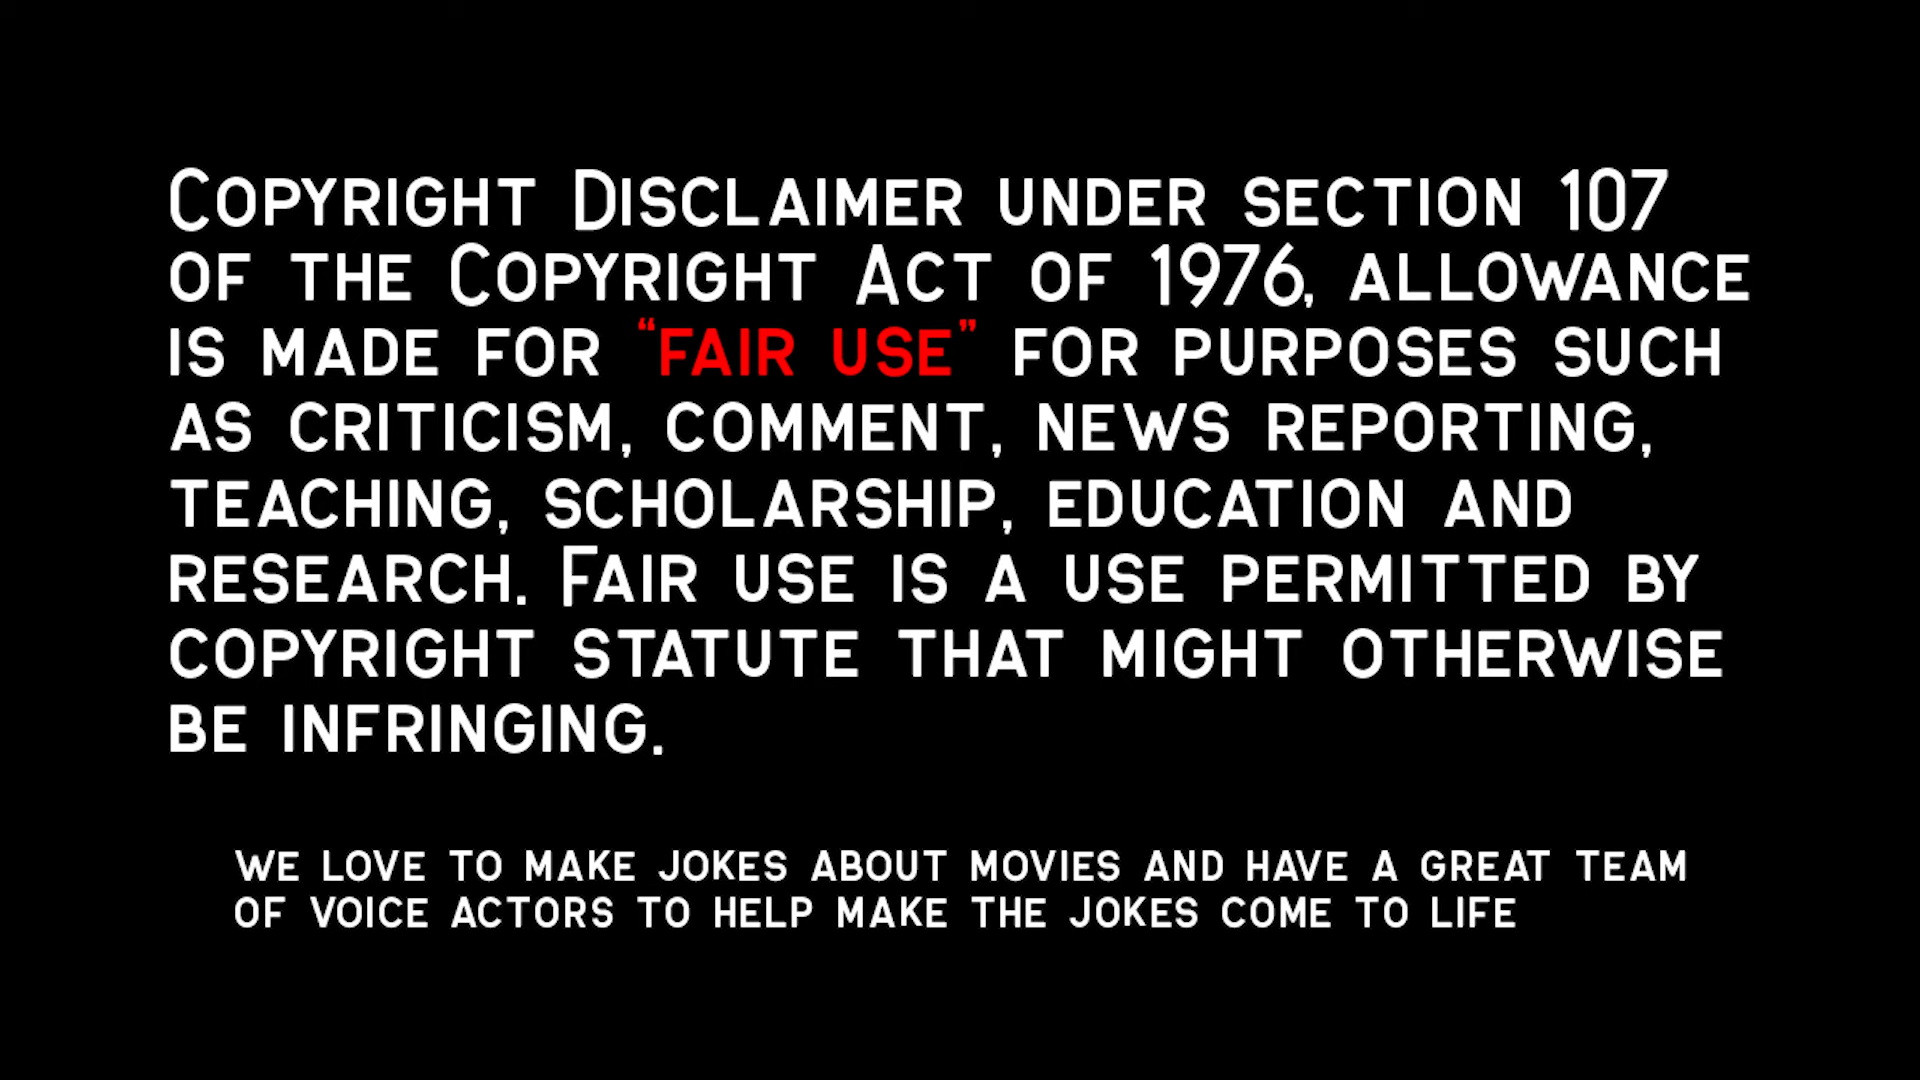 Copyright Disclaimer under section 107
of the Copyright Act of 1976, allowance
is made for “fair use” for purposes such
as criticism, comment, news reporting,
teaching, scholarship, education and
research. Fair use is a use permitted by
copyright statute that might otherwise
be infringing.
we love to make jokes about movies and have a great team
of voice actors to help make the jokes come to life